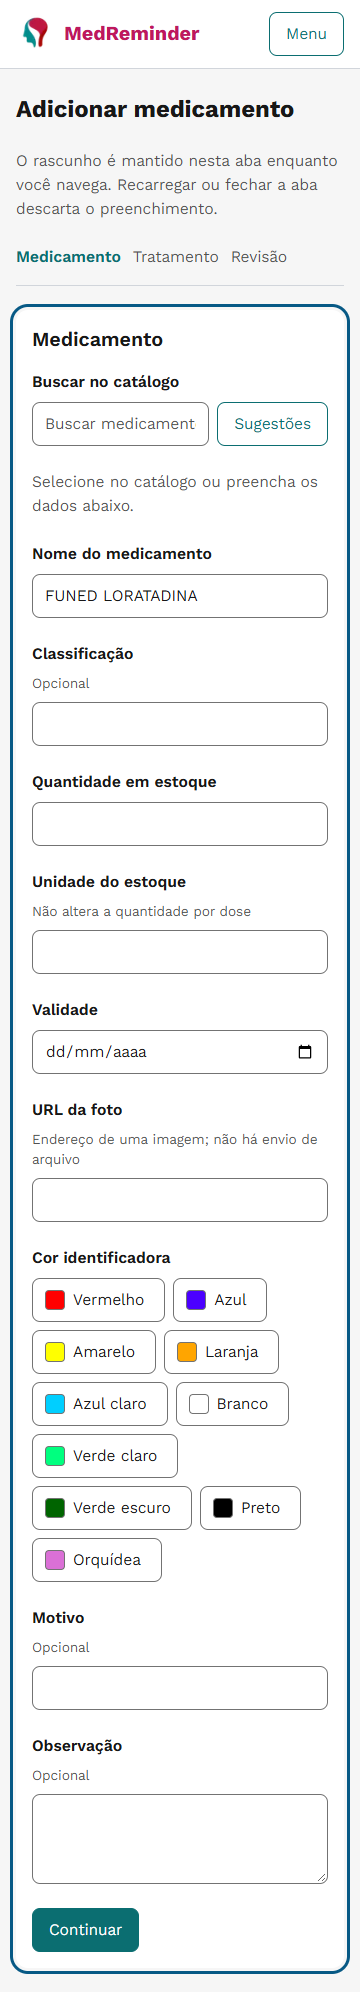 MedReminder
Menu
Adicionar medicamento
O rascunho é mantido nesta aba enquanto
você navega. Recarregar ou fechar a aba
descarta o preenchimento.
Medicamento Tratamento Revisão
Medicamento
Buscar no catálogo
Buscar medicament
Sugestões
Selecione no catálogo ou preencha os
dados abaixo.
Nome do medicamento
FUNED LORATADINA
Classificação
Opcional
Quantidade em estoque
Unidade do estoque
Não altera a quantidade por dose
Validade
dd/mm/aaaa
URL da foto
Endereço de uma imagem; não há envio de
arquivo
Cor identificadora
Vermelho Azul
Amarelo Laranja
Azul claro Branco
Verde claro
Verde escuro Preto
Orquídea
Motivo
Opcional
Observação
Opcional
Continuar